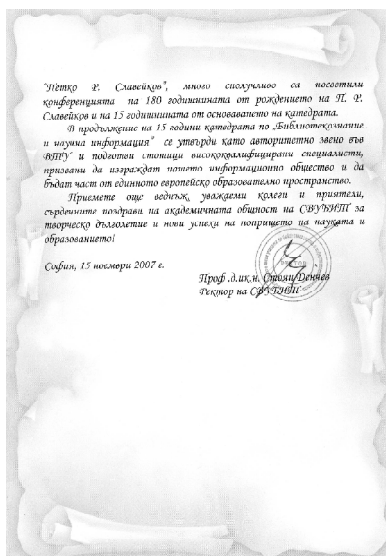 "Петко Р. Славейков", много сполучливо са посветили
конференцията на 180 годишнината от рождението на П. Р.
Славейков и на 15 годишнината от основаването на катедрата.
В продължение на 15 години катедрата по „Библиотекознание
и научна информация" се утвърди като авторитетно звено във
ВТУ и подготви стотици висококвалифицирани специалисти,
призвани да изграждат нашето информационно общество и да
бъдат част от единното европейско образователно пространство.
Приемете още веднъж, уважаеми колеги и приятели,
сърдечните поздрави на академичната общност на СВУБИТ за
творческо дълголетие и нови успехи на попрището на науката и
образованието!
София, 15 ноември 2007 г.
Проф. д.ик.н. Стоян Денчев
Ректор на СВУБИТ